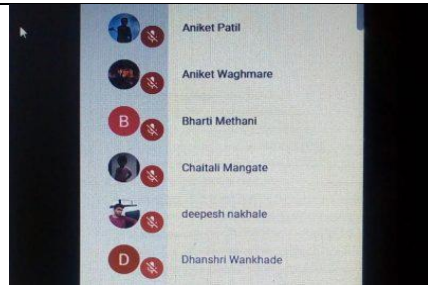 Aniket Patil
Aniket Waghmare
B
Bharti Methani
Chaitali Mangate
deepesh nakhale
D
Dhanshri Wankhade